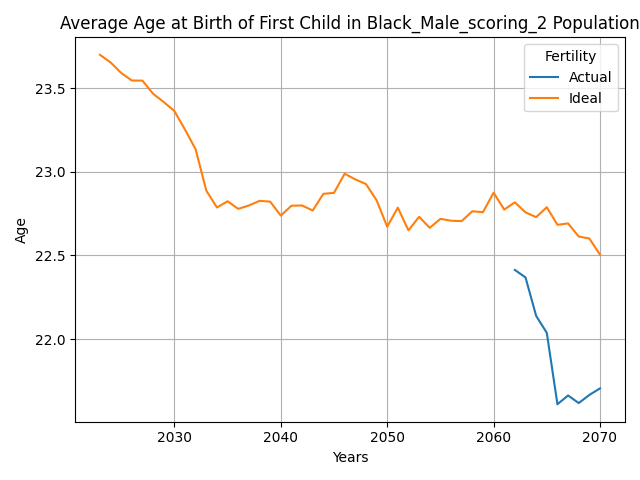 Average Age at Birth of First Child in Black_Male_scoring_2 Population
Fertility
Actual
Ideal
23.5
23.0
22.5
22.0
Age
2030 2040 2050 2060 2070
Years